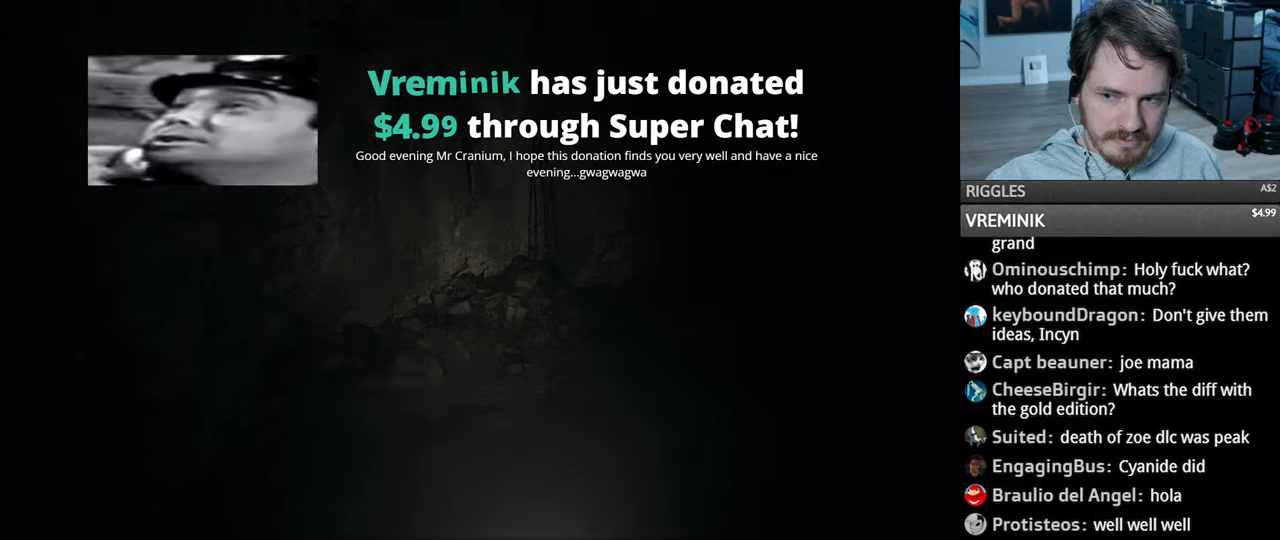 Vreminik has just donated
$4.99 through Super Chat!
Good evening Mr Cranium, I hope this donation finds you very well and have a nice
evening...gwagwagwa
RIGGLES A$2
VREMINIK $4.99
grand
Ominouschimp: Holy fuck what?
who donated that much?
keyboundDragon: Don't give them
ideas, Incyn
Capt beauner: joe mama
CheeseBirgir: Whats the diff with
the gold edition?
Suited: death of zoe dlc was peak
EngagingBus: Cyanide did
Braulio del Angel: hola
Protisteos: well well well